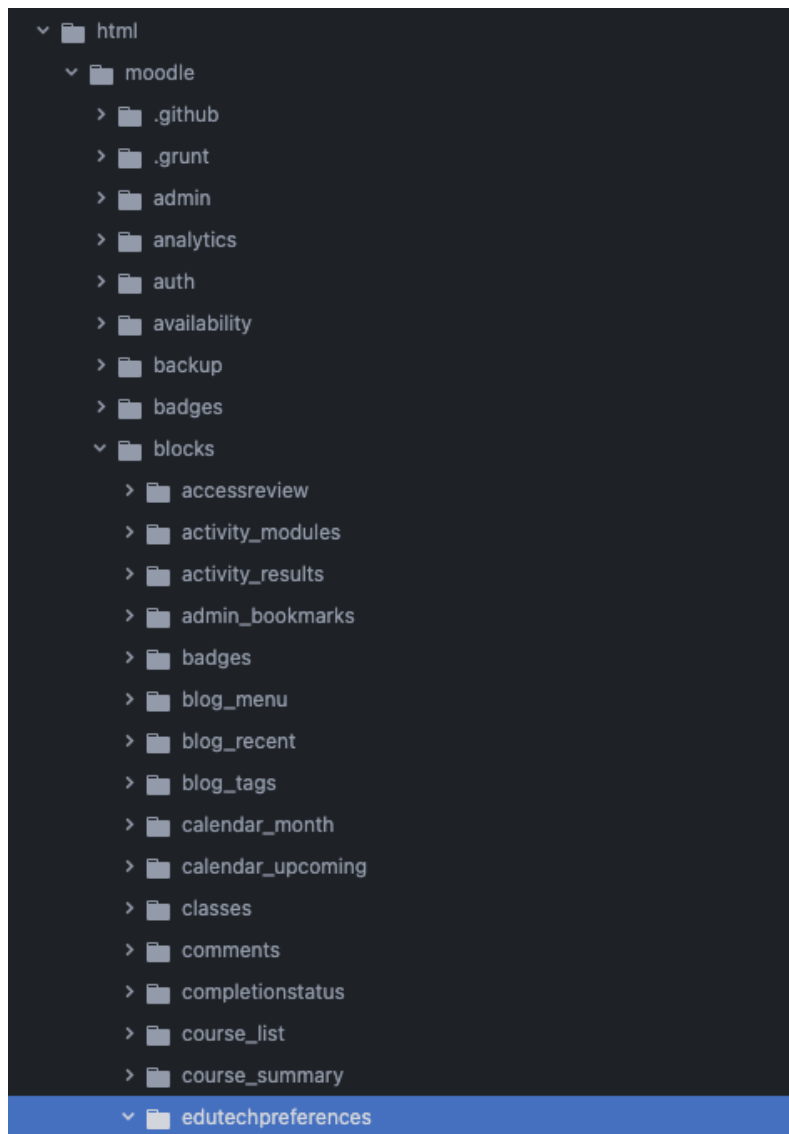 html
moodle
.github
.grunt
admin
analytics
auth
availability
backup
badges
blocks
accessreview
activity_modules
activity_results
admin_bookmarks
badges
blog_menu
blog_recent
blog_tags
calendar_month
calendar_upcoming
classes
comments
completionstatus
course_list
course_summary
edutechpreferences